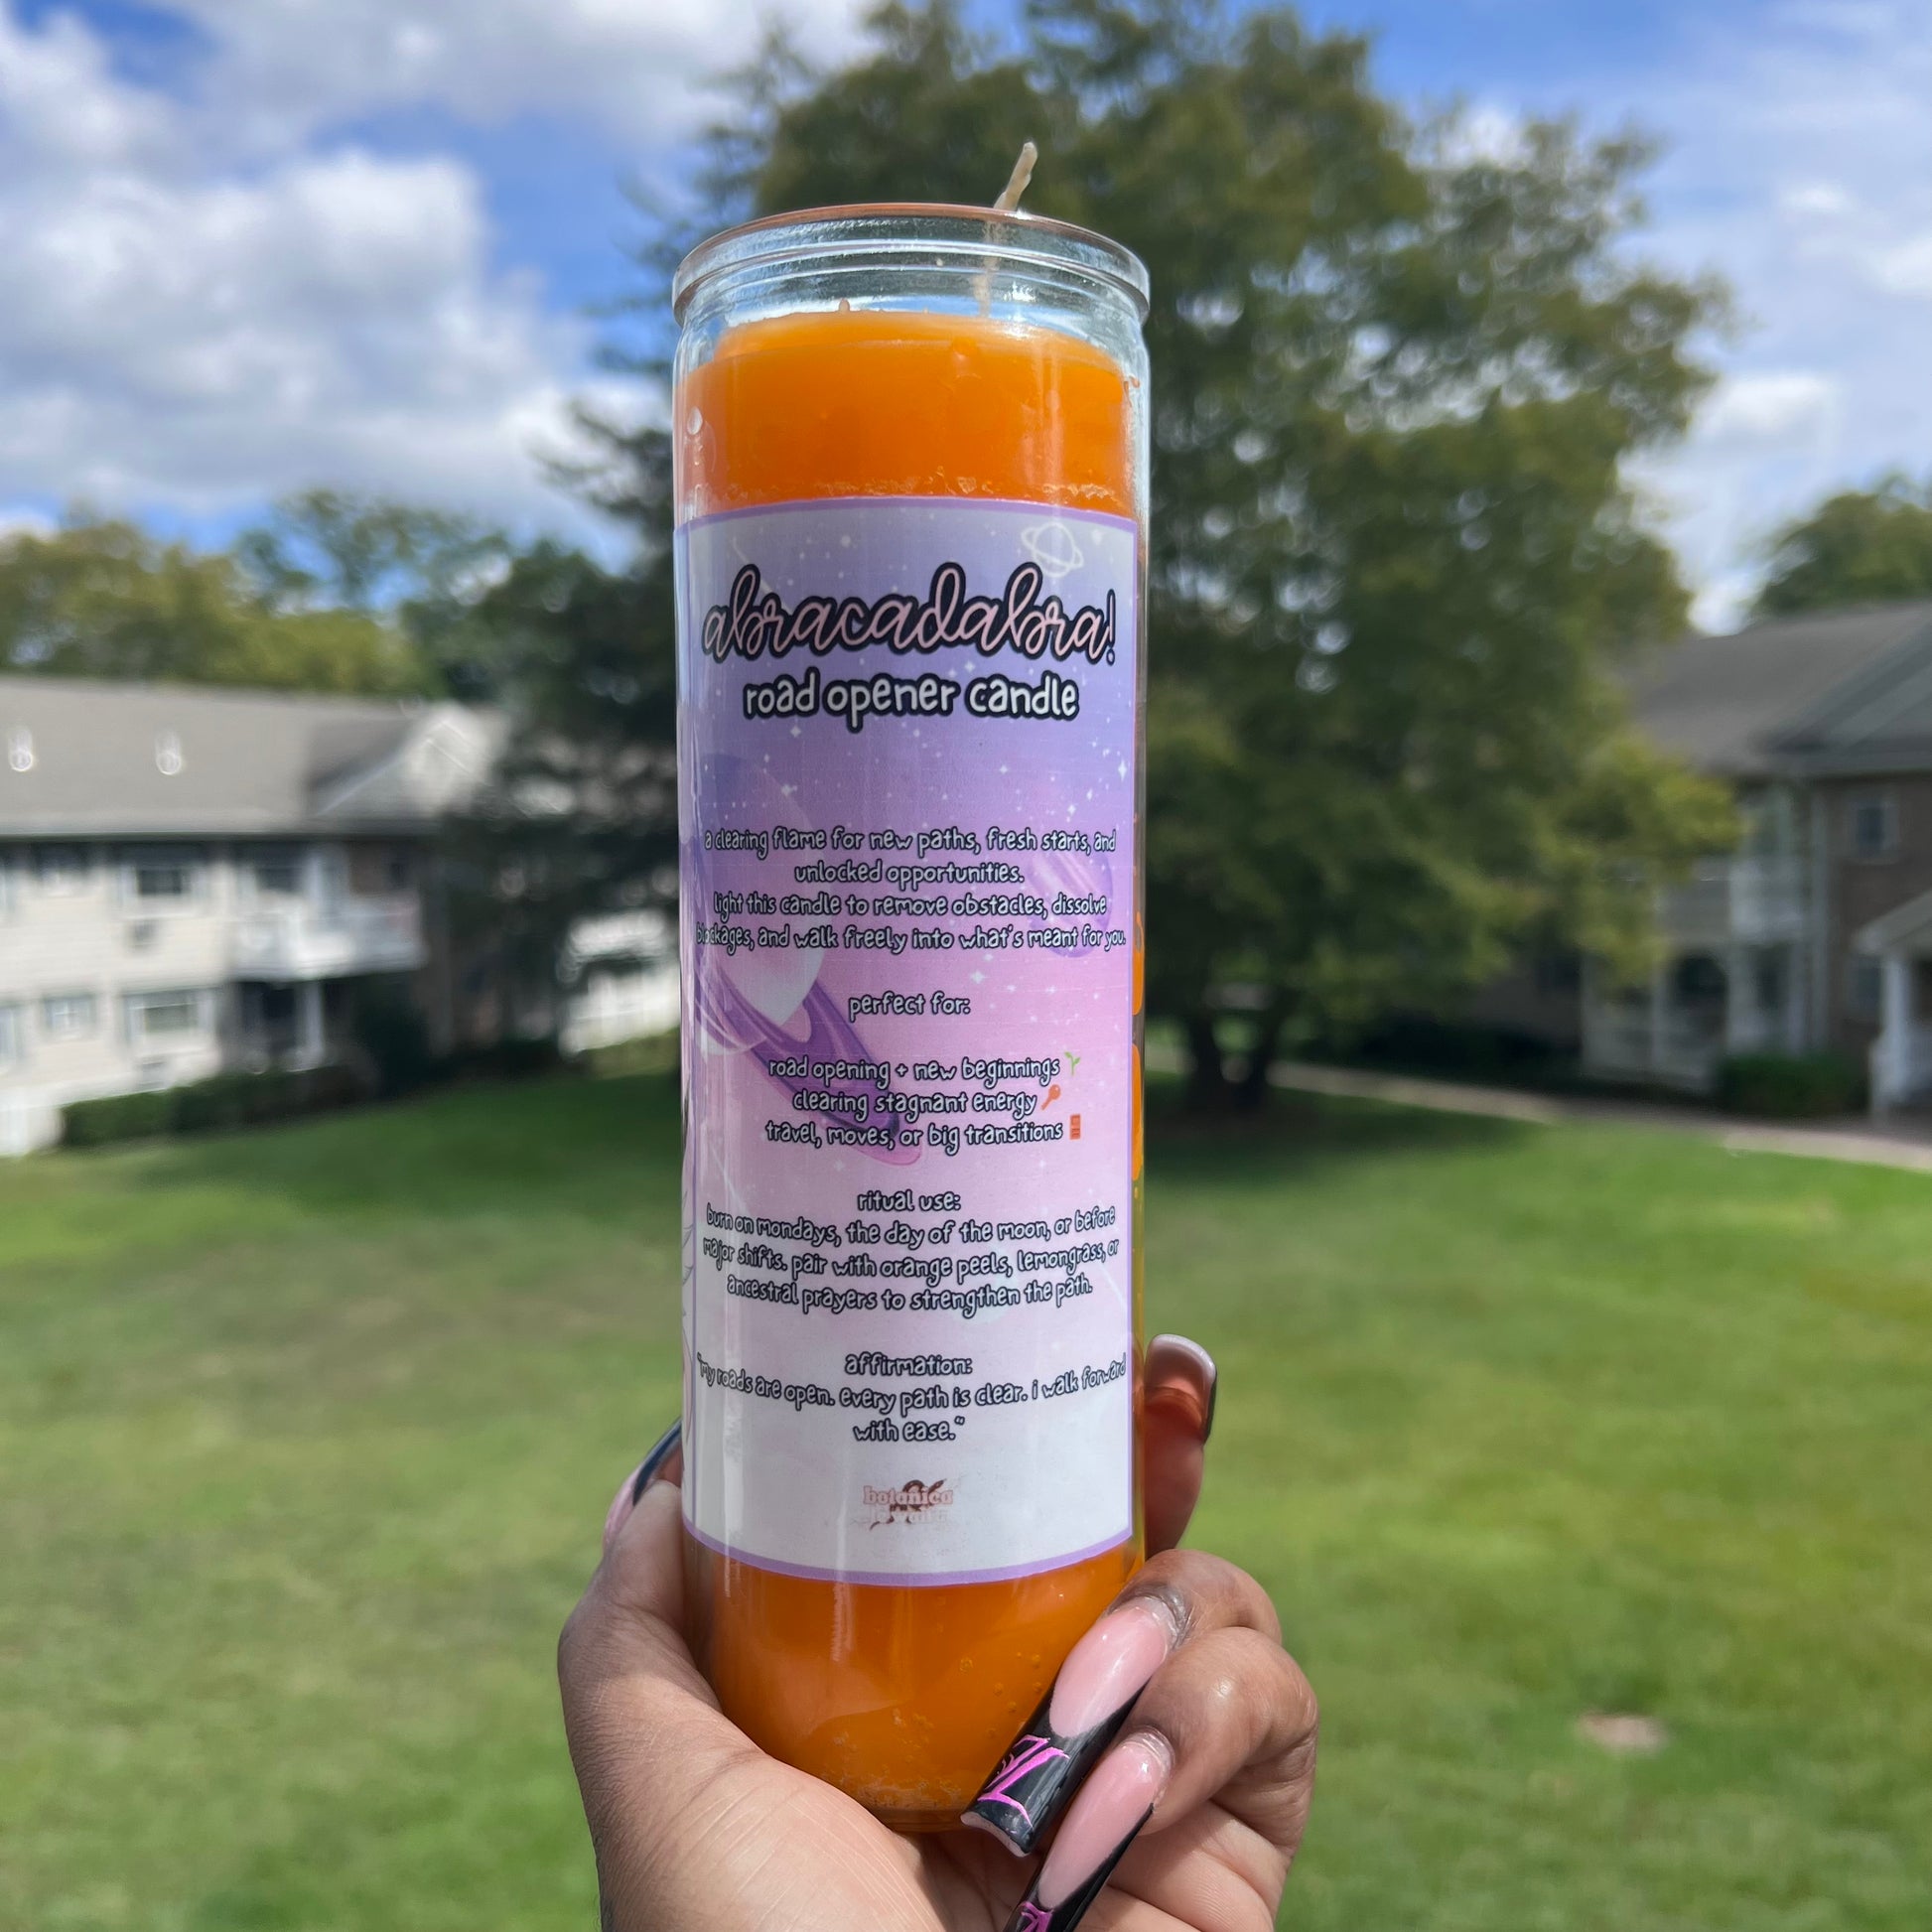 abracadabra!
road opener candle
a clearing flame for new paths, fresh starts, and
unlocked opportunities.
light this candle to remove obstacles, dissolve
blockages, and walk freely into what's meant for you.
perfect for:
road opening + new beginnings 🌱
clearing stagnant energy 🔑
travel, moves, or big transitions
ritual use:
burn on mondays, the day of the moon, or before
major shifts. pair with orange peels, lemongrass, or
ancestral prayers to strengthen the path.
affirmation:
"my roads are open. every path is clear. i walk forward
with ease."
botanica